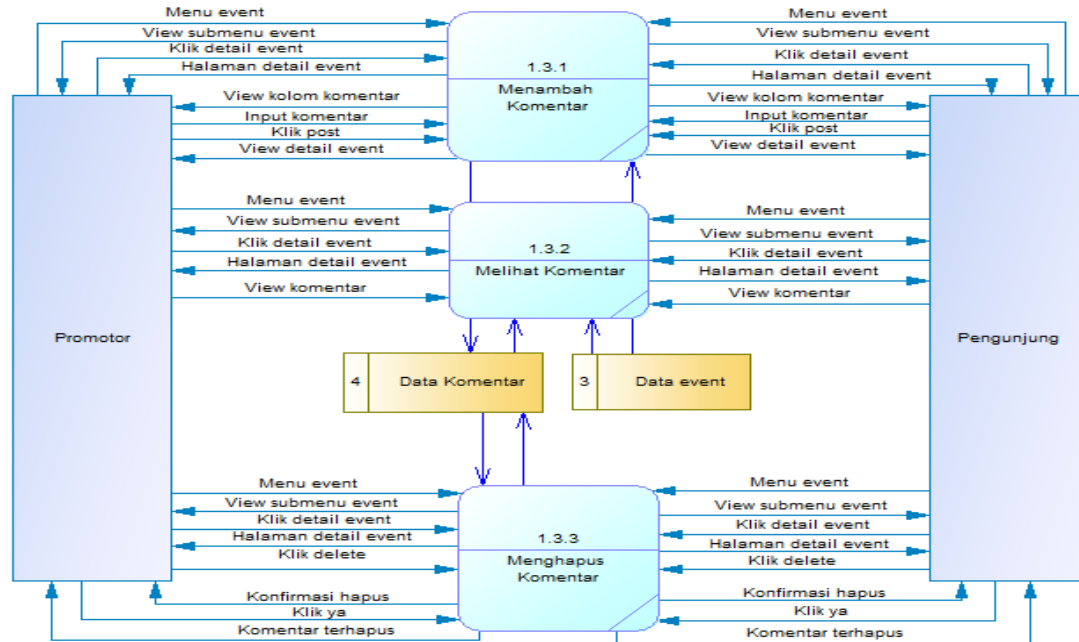 Menu event
View submenu event
Klik detail event
Halaman detail event
View kolom komentar
Input komentar
Klik post
View detail event
1.3.1
Menambah
Komentar
Menu event
View submenu event
Klik detail event
Halaman detail event
View kolom komentar
Input komentar
Klik post
View detail event
Menu event
View submenu event
Klik detail event
Halaman detail event
View komentar
1.3.2
Melihat Komentar
Menu event
View submenu event
Klik detail event
Halaman detail event
View komentar
Promotor
4 Data Komentar
3 Data event
Pengunjung
Menu event
View submenu event
Klik detail event
Halaman detail event
Klik delete
Konfirmasi hapus
Klik ya
Komentar terhapus
1.3.3
Menghapus
Komentar
Menu event
View submenu event
Klik detail event
Halaman detail event
Klik delete
Konfirmasi hapus
Klik ya
Komentar terhapus